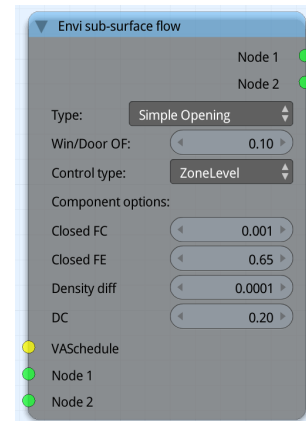 Envi sub-surface flow
Node 1
Node 2
Type: Simple Opening
Win/Door OF: 0.10
Control type: ZoneLevel
Component options:
Closed FC 0.001
Closed FE 0.65
Density diff 0.0001
DC 0.20
VASchedule
Node 1
Node 2